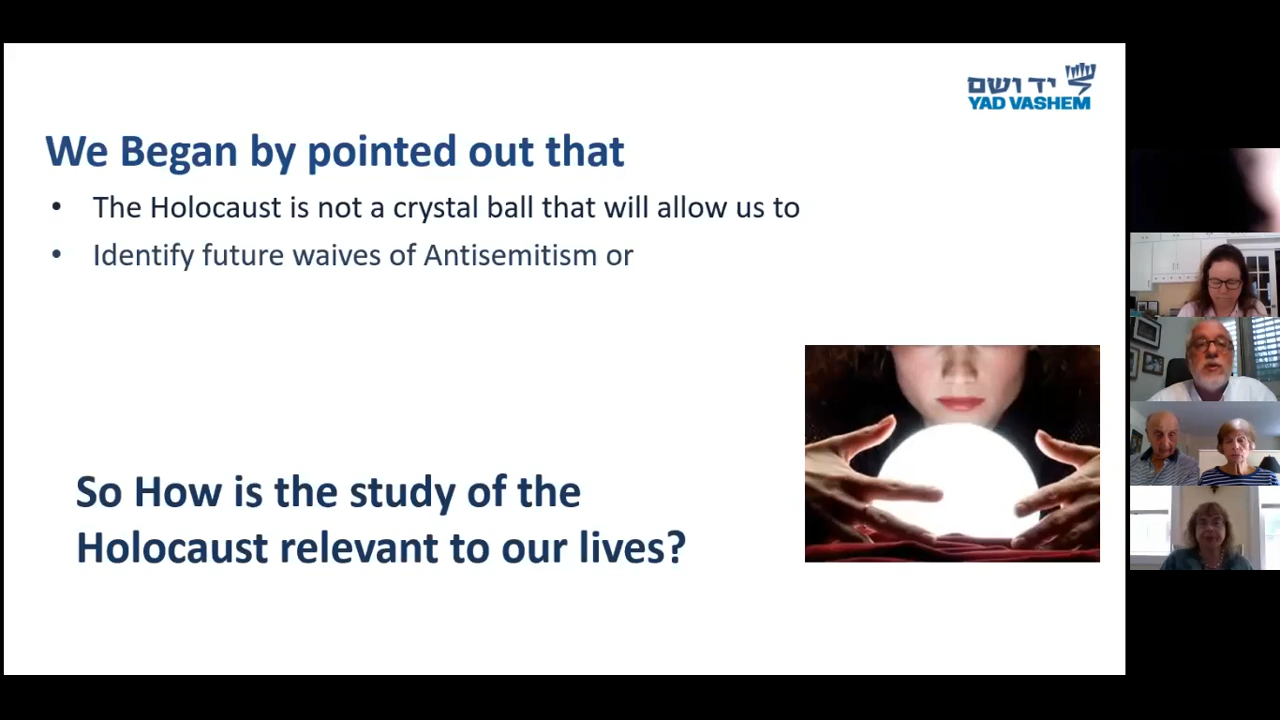 יד ושם
YAD VASHEM
We Began by pointed out that
• The Holocaust is not a crystal ball that will allow us to
• Identify future waives of Antisemitism or
So How is the study of the
Holocaust relevant to our lives?